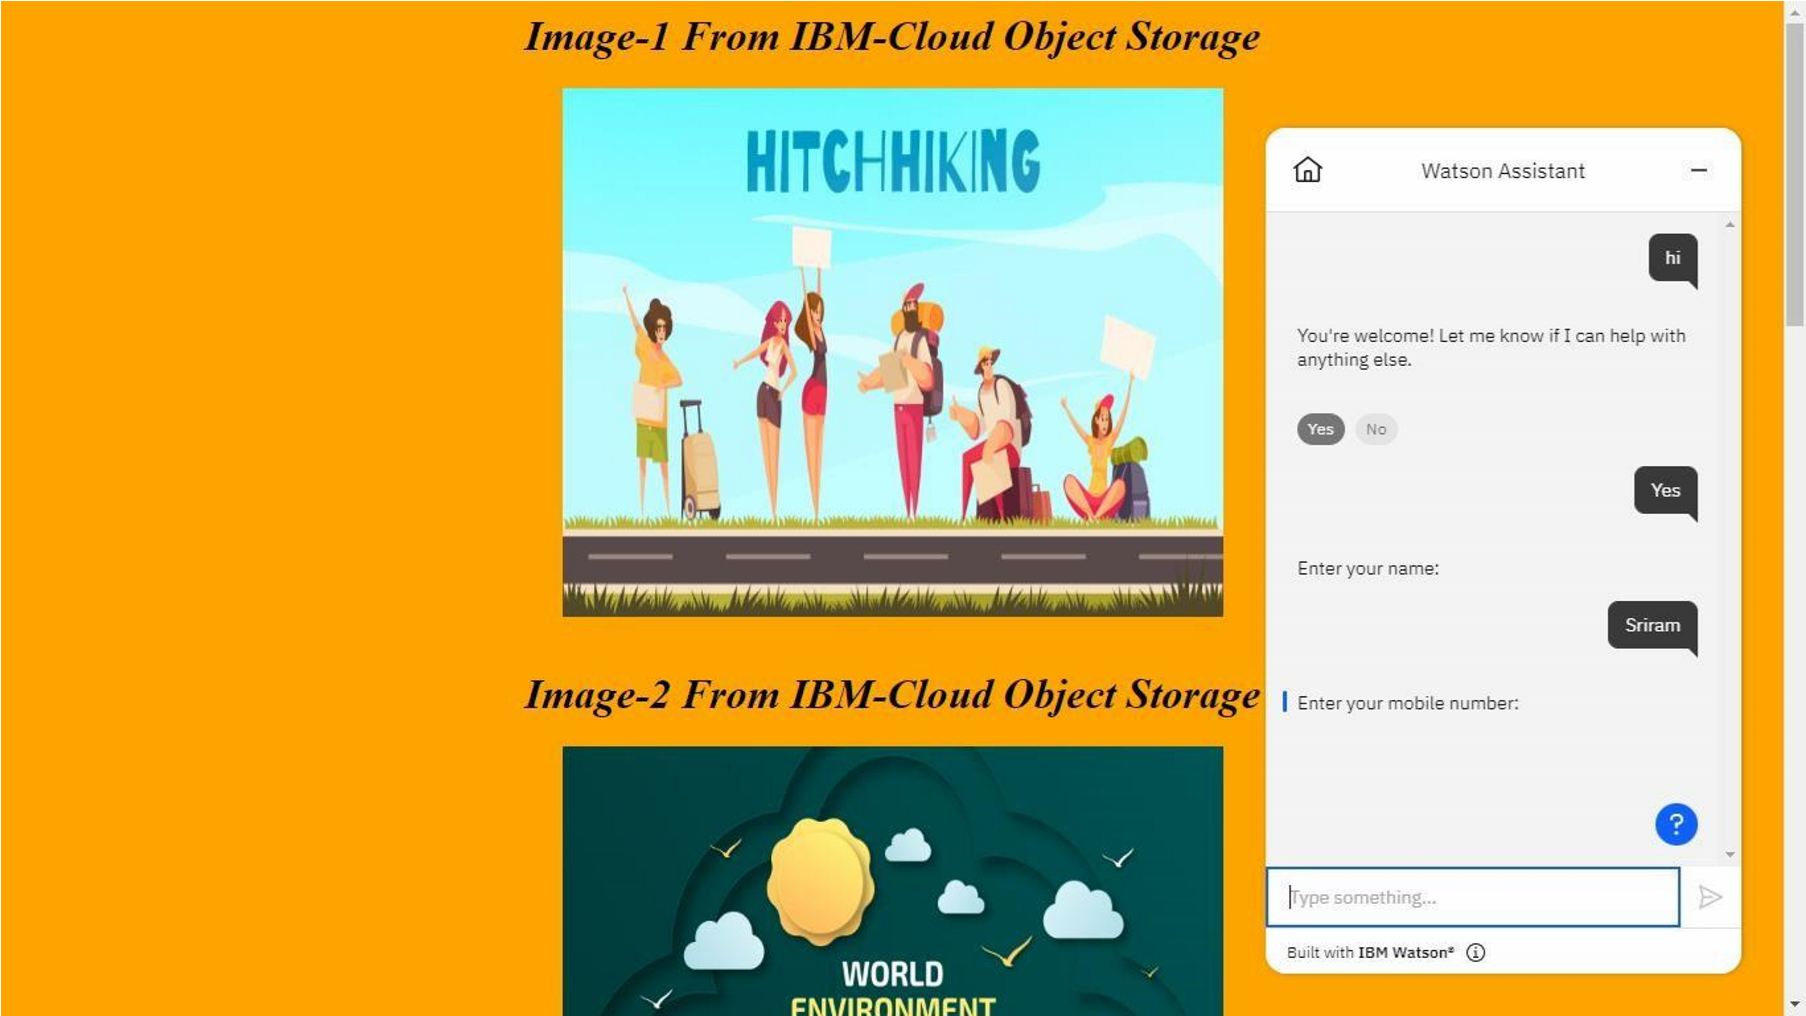 Image-1 From IBM-Cloud Object Storage
HITCHHIKING
Image-2 From IBM-Cloud Object Storage
WORLD
ENVIRONMENT
Watson Assistant
hi
You're welcome! Let me know if I can help with
anything else.
Yes No
Yes
Enter your name:
Sriram
Enter your mobile number:
?
Type something...
Built with IBM Watson®